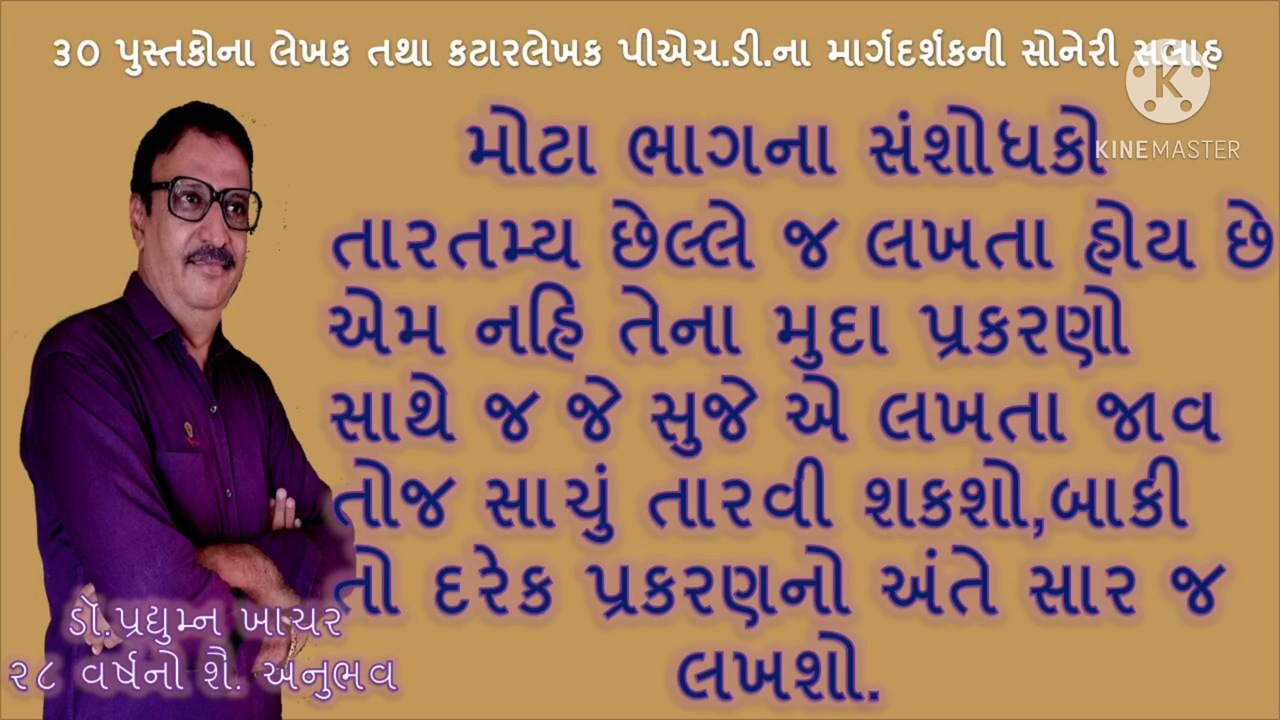 ૩૦ પુસ્તકોના લેખક તથા કટારલેખક પીએચ.ડી.ના માર્ગદર્શકની સોનેરી સલાહ
KINEMASTER
મોટા ભાગના સંશોધકો
તારતમ્ય છેલ્લે જ લખતા હોય છે
એમ નહિ તેના મુદા પ્રકરણો
સાથે જ જે સુજે એ લખતા જાવ
તોજ સાચું તારવી શકશો,બાકી
તો દરેક પ્રકરણનો અંતે સાર જ
લખશો.
ડૉ.પ્રદ્યુમ્ન ખાચર
૨૮ વર્ષનો શૈ. અનુભવ